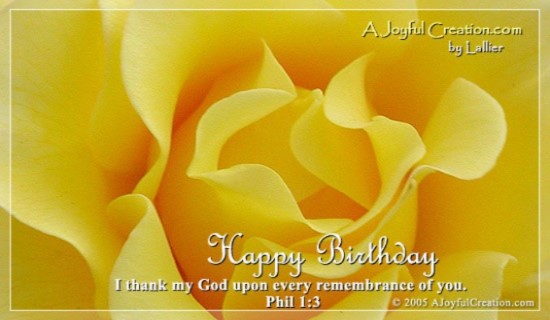 A Joyful Creation.com
by Lallier
Happy Birthday
I thank my God upon every remembrance of you.
Phil 1:3
© 2005 AJoyfulCreation.com